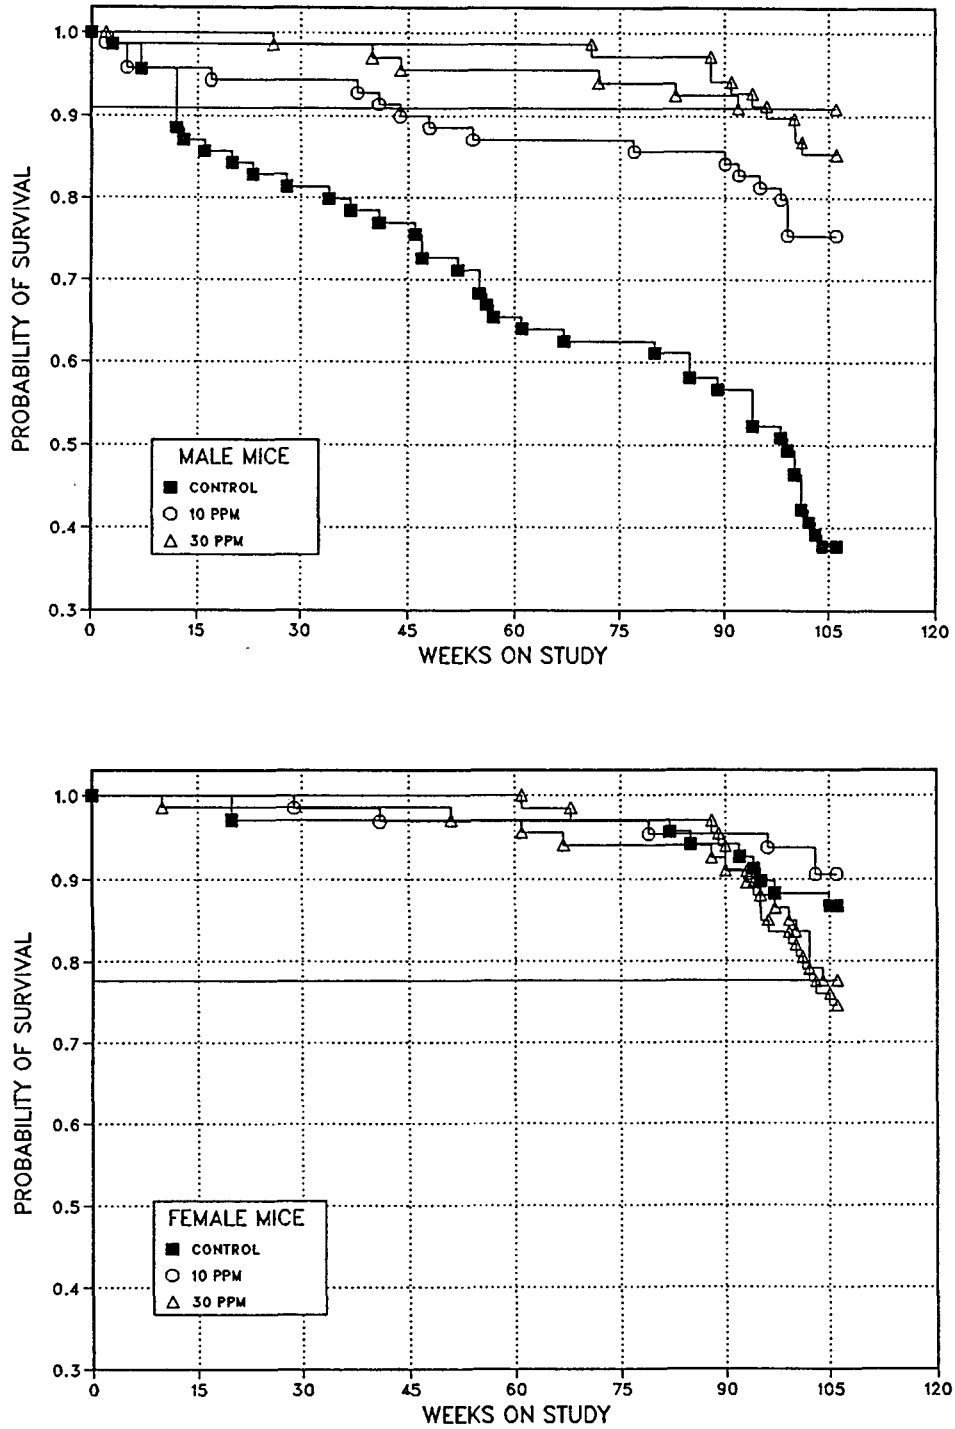 PROBABILITY OF SURVIVAL
1.0
0.9
0.8
0.7
0.6
0.5
0.4
0.3
MALE MICE
CONTROL
10 PPM
30 PPM
0 15 30 45 60 75 90 105 120
WEEKS ON STUDY
PROBABILITY OF SURVIVAL
1.0
0.9
0.8
0.7
0.6
0.5
0.4
0.3
FEMALE MICE
CONTROL
10 PPM
30 PPM
0 15 30 45 60 75 90 105 120
WEEKS ON STUDY